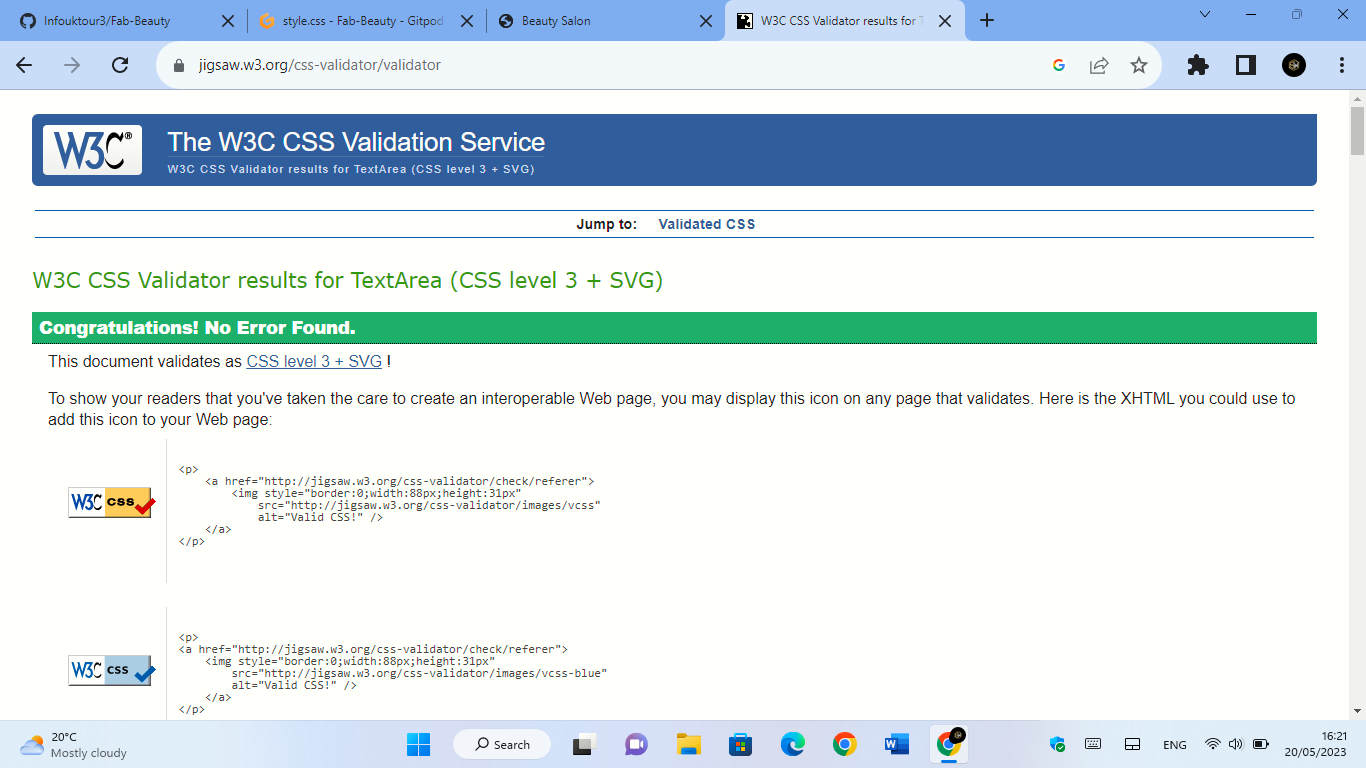 Infouktour3/Fab-Beauty
style.css - Fab-Beauty - Gitpod
Beauty Salon
W3C CSS Validator results for T
jigsaw.w3.org/css-validator/validator
W3C®
The W3C CSS Validation Service
W3C CSS Validator results for TextArea (CSS level 3 + SVG)
Jump to: Validated CSS
W3C CSS Validator results for TextArea (CSS level 3 + SVG)
Congratulations! No Error Found.
This document validates as CSS level 3 + SVG !
To show your readers that you've taken the care to create an interoperable Web page, you may display this icon on any page that validates. Here is the XHTML you could use to
add this icon to your Web page:
W3C css
<p>
<a href="http://jigsaw.w3.org/css-validator/check/referer">
<img style="border:0;width:88px;height:31px"
src="http://jigsaw.w3.org/css-validator/images/vcss"
alt="Valid CSS!" />
</a>
</p>
W3C css
<p>
<a href="http://jigsaw.w3.org/css-validator/check/referer">
<img style="border:0;width:88px;height:31px"
src="http://jigsaw.w3.org/css-validator/images/vcss-blue"
alt="Valid CSS!" />
</a>
</p>
20°C
Mostly cloudy
Search
ENG
16:21
20/05/2023